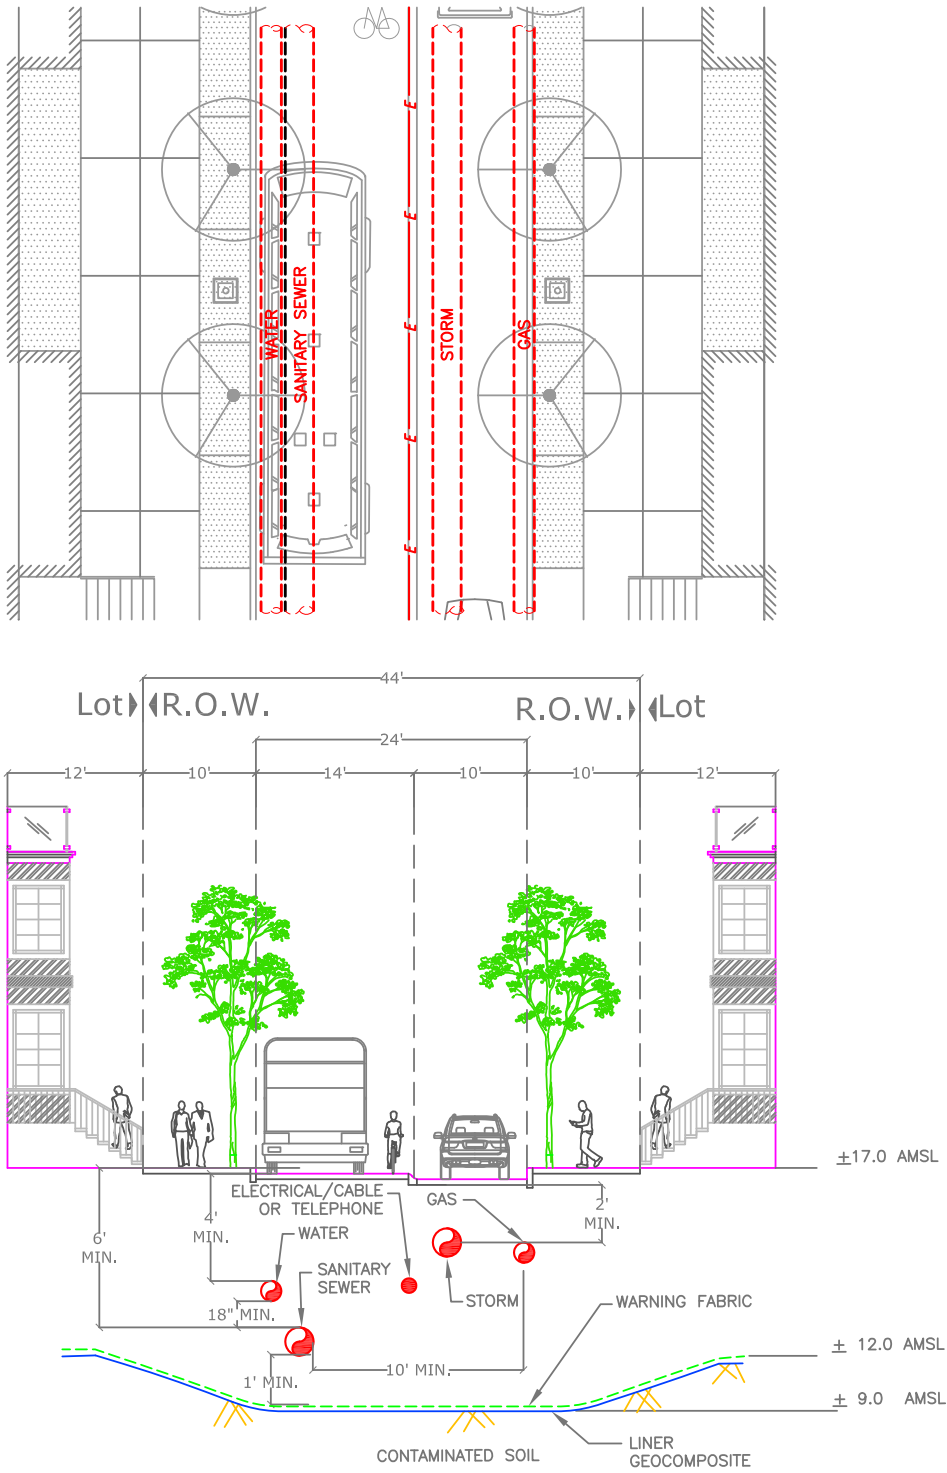 E
E
E
E
E
WATER
SANITARY SEWER
STORM
GAS
44'
Lot R.O.W.
R.O.W. Lot
24'
12' 10' 14' 10' 10' 12'
±17.0 AMSL
ELECTRICAL/CABLE
OR TELEPHONE
GAS
2'
MIN.
4'
MIN.
6'
MIN.
WATER
SANITARY
SEWER
STORM
WARNING FABRIC
18" MIN.
± 12.0 AMSL
10' MIN.
1' MIN.
± 9.0 AMSL
CONTAMINATED SOIL
LINER
GEOCOMPOSITE